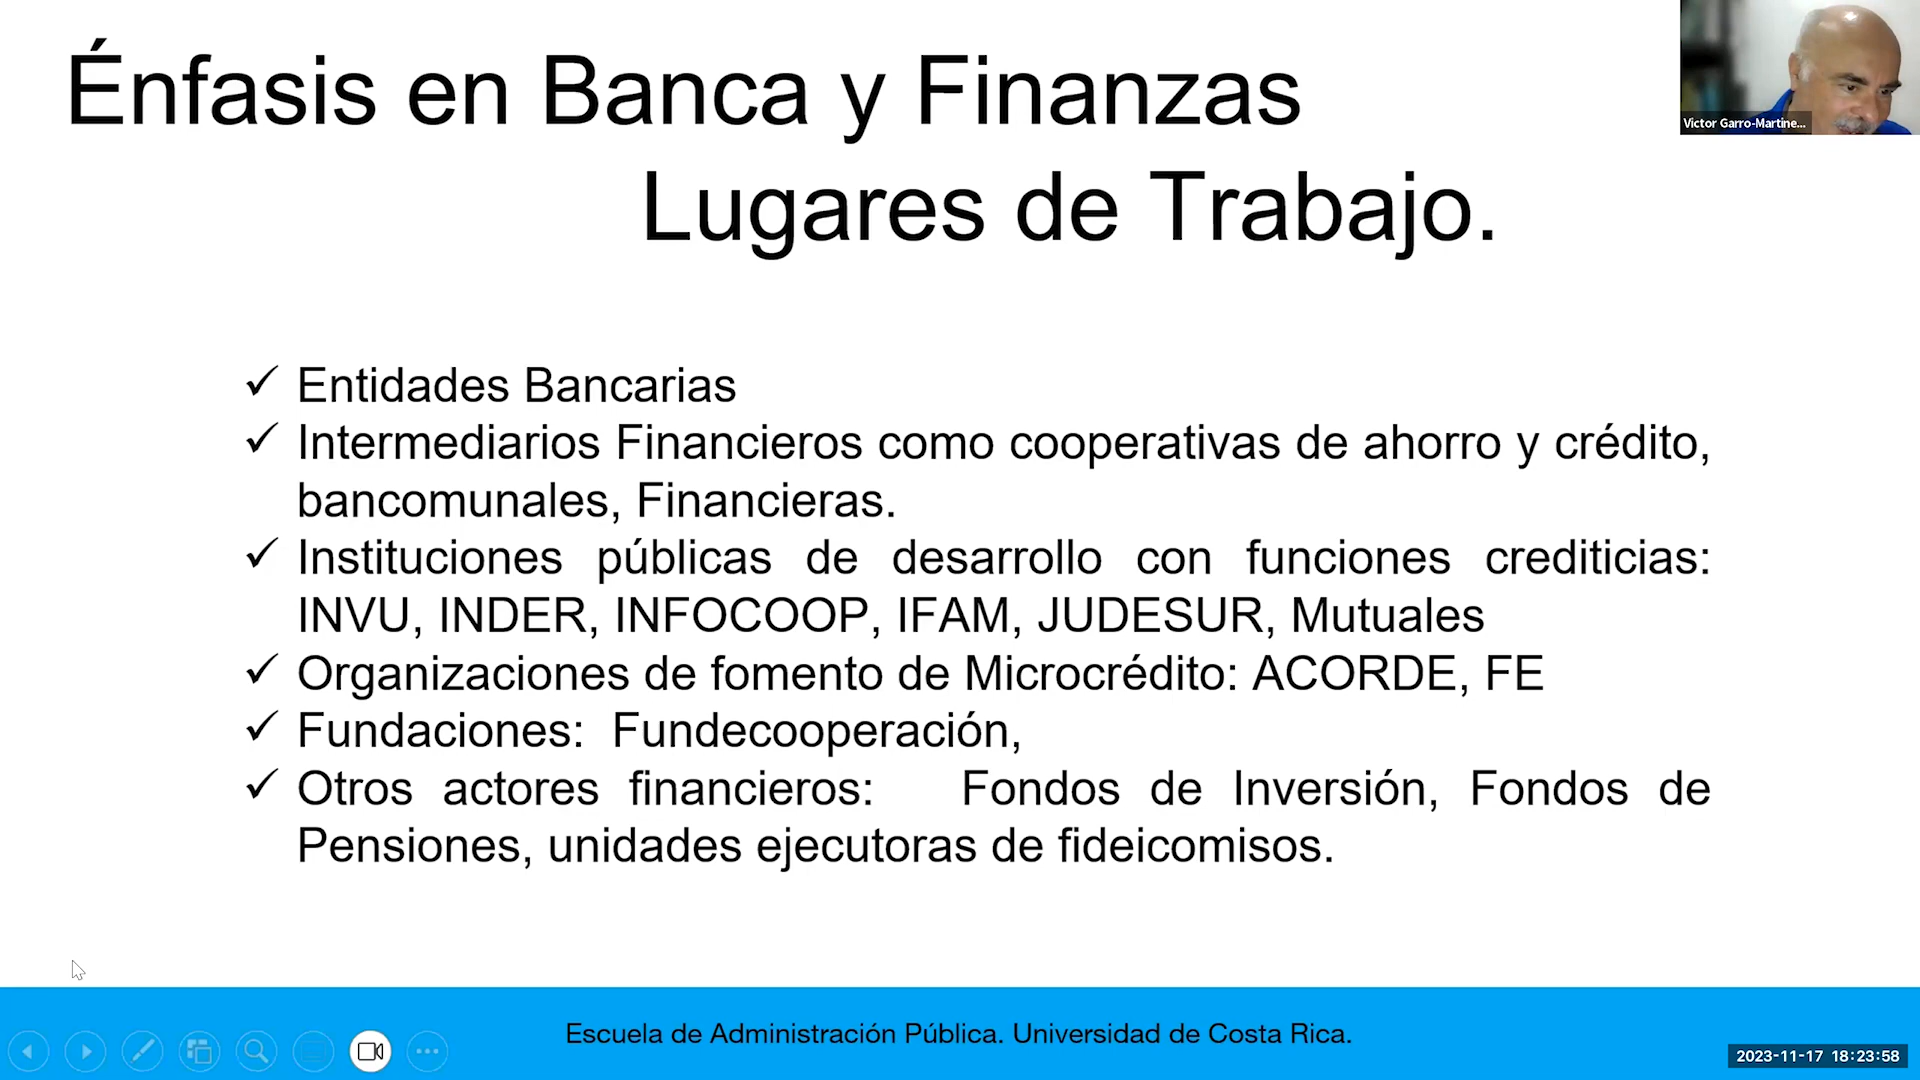 Énfasis en Banca y Finanzas
Lugares de Trabajo.
Victor Garro-Martine...
✓ Entidades Bancarias
✓ Intermediarios Financieros como cooperativas de ahorro y crédito,
bancomunales, Financieras.
✓ Instituciones públicas de desarrollo con funciones crediticias:
INVU, INDER, INFOCOOP, IFAM, JUDESUR, Mutuales
✓ Organizaciones de fomento de Microcrédito: ACORDE, FE
✓ Fundaciones: Fundecooperación,
✓ Otros actores financieros: Fondos de Inversión, Fondos de
Pensiones, unidades ejecutoras de fideicomisos.
Escuela de Administración Pública. Universidad de Costa Rica.
2023-11-17 18:23:58